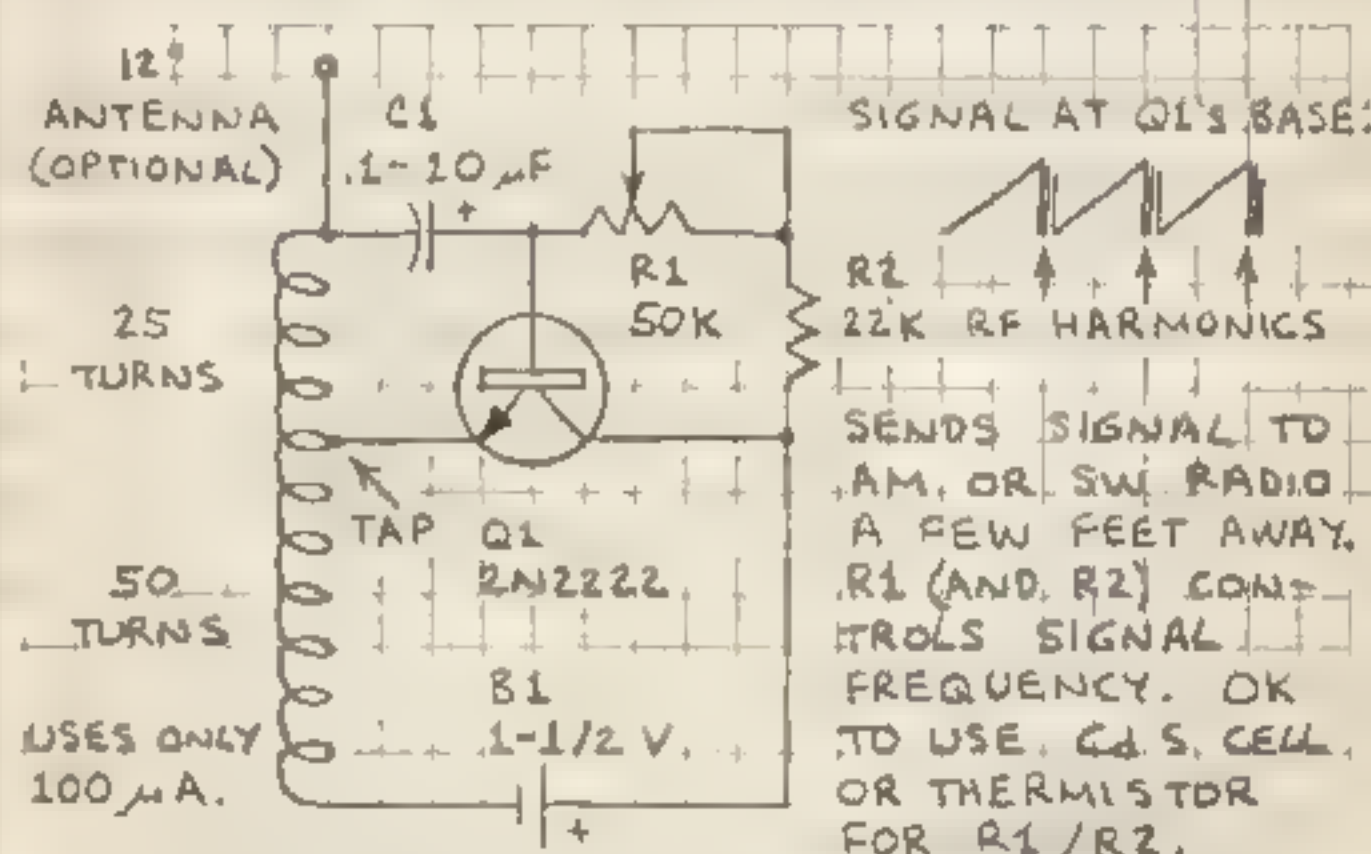 12"
ANTENNA
(OPTIONAL)
C1
.1-20 µF
+
R1
50K
25
TURNS
TAP
Q1
2N2222
50
TURNS
B1
1-1/2 V.
+
USES ONLY
100 µA.
SIGNAL AT Q1's BASE:
R2
22K
RF HARMONICS
SENDS SIGNAL TO
AM OR SW RADIO
A FEW FEET AWAY.
R1 (AND R2) CON-
TROLS SIGNAL
FREQUENCY. OK
TO USE CdS CELL
OR THERMISTOR
FOR R1/R2.